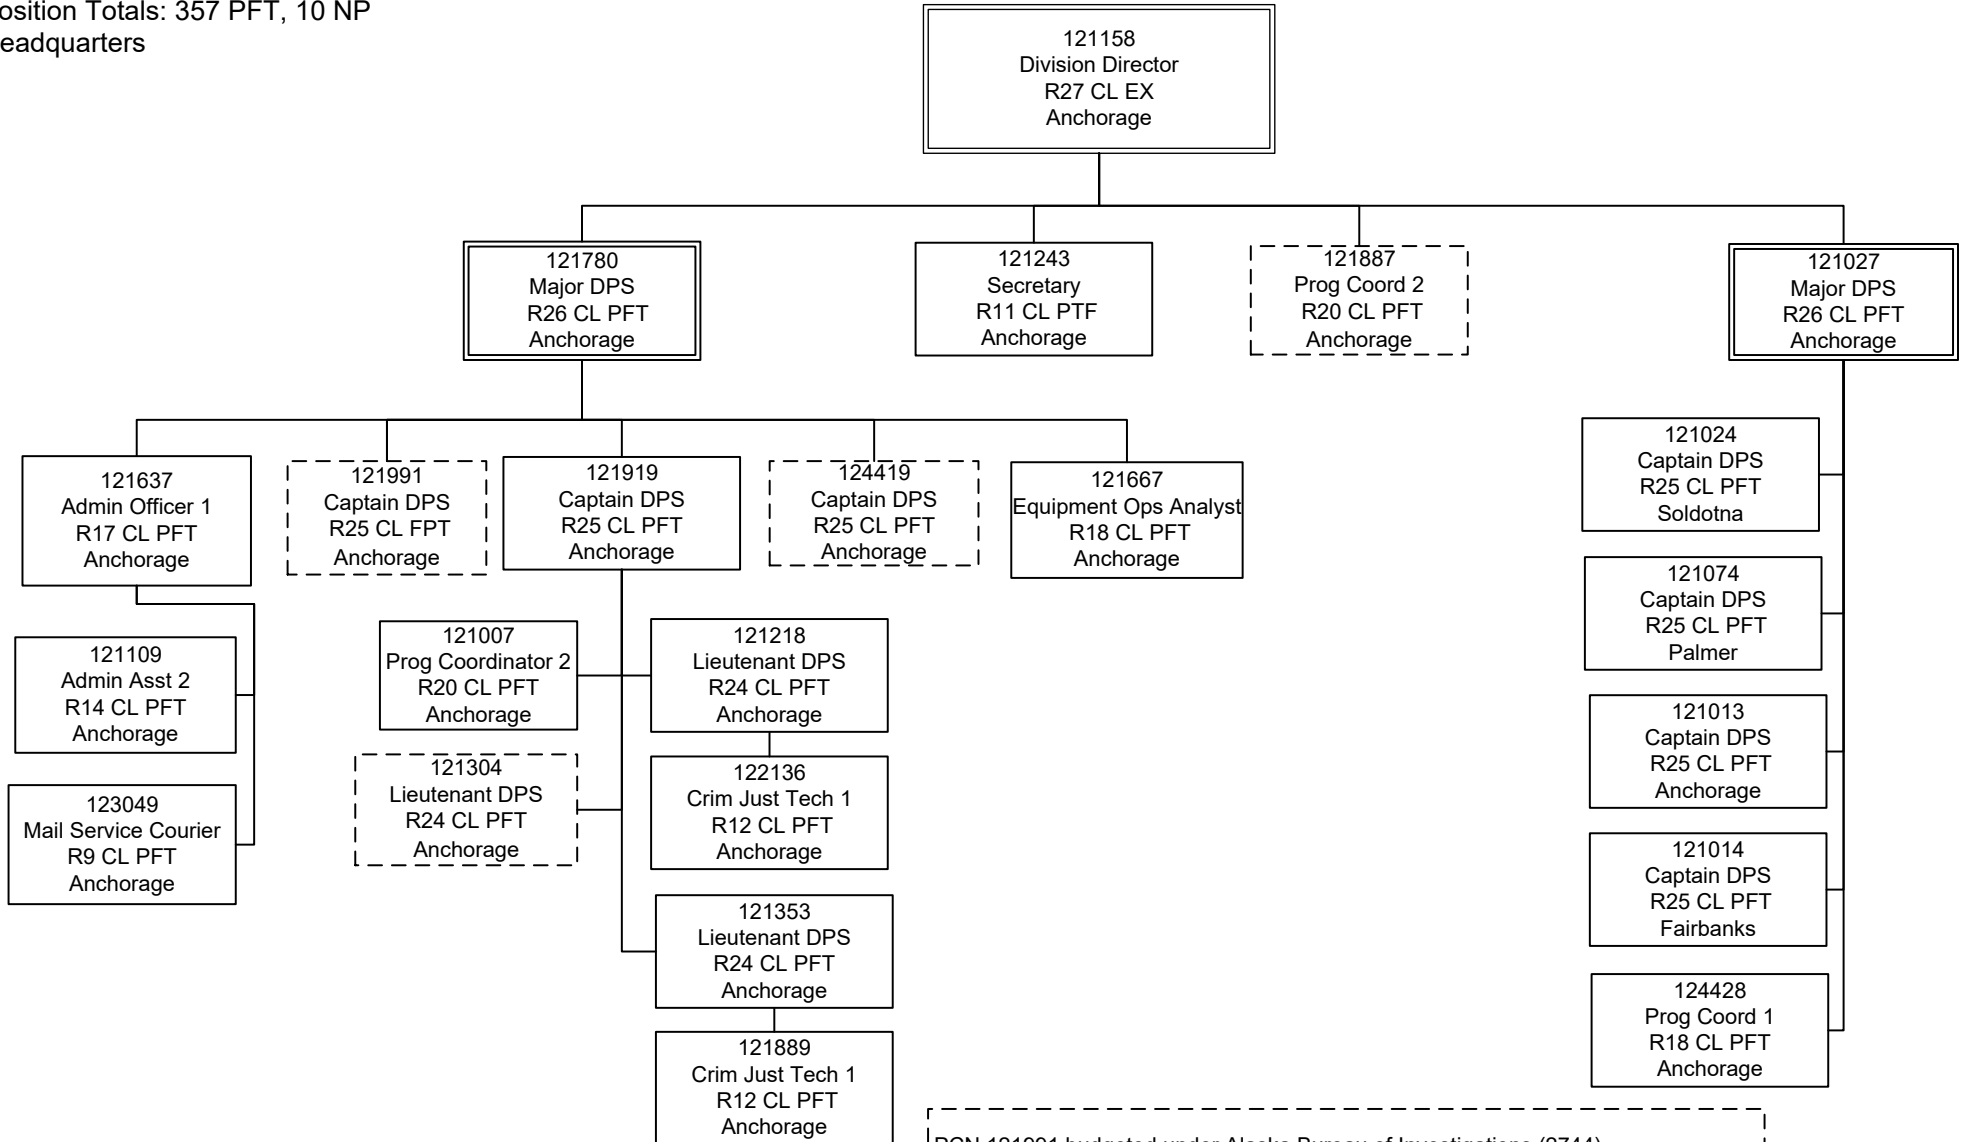 osition Totals: 357 PFT, 10 NP
eadquarters
121158
Division Director
R27 CL EX
Anchorage
121780
Major DPS
R26 CL PFT
Anchorage
121243
Secretary
R11 CL PTF
Anchorage
121887
Prog Coord 2
R20 CL PFT
Anchorage
121027
Major DPS
R26 CL PFT
Anchorage
121637
Admin Officer 1
R17 CL PFT
Anchorage
121991
Captain DPS
R25 CL FPT
Anchorage
121919
Captain DPS
R25 CL PFT
Anchorage
124419
Captain DPS
R25 CL PFT
Anchorage
121667
Equipment Ops Analyst
R18 CL PFT
Anchorage
121109
Admin Asst 2
R14 CL PFT
Anchorage
123049
Mail Service Courier
R9 CL PFT
Anchorage
121007
Prog Coordinator 2
R20 CL PFT
Anchorage
121304
Lieutenant DPS
R24 CL PFT
Anchorage
121218
Lieutenant DPS
R24 CL PFT
Anchorage
122136
Crim Just Tech 1
R12 CL PFT
Anchorage
121353
Lieutenant DPS
R24 CL PFT
Anchorage
121889
Crim Just Tech 1
R12 CL PFT
Anchorage
121024
Captain DPS
R25 CL PFT
Soldotna
121074
Captain DPS
R25 CL PFT
Palmer
121013
Captain DPS
R25 CL PFT
Anchorage
121014
Captain DPS
R25 CL PFT
Fairbanks
124428
Prog Coord 1
R18 CL PFT
Anchorage
PCN 121991 budgeted under Alaska Bureau of Investigations (2744)